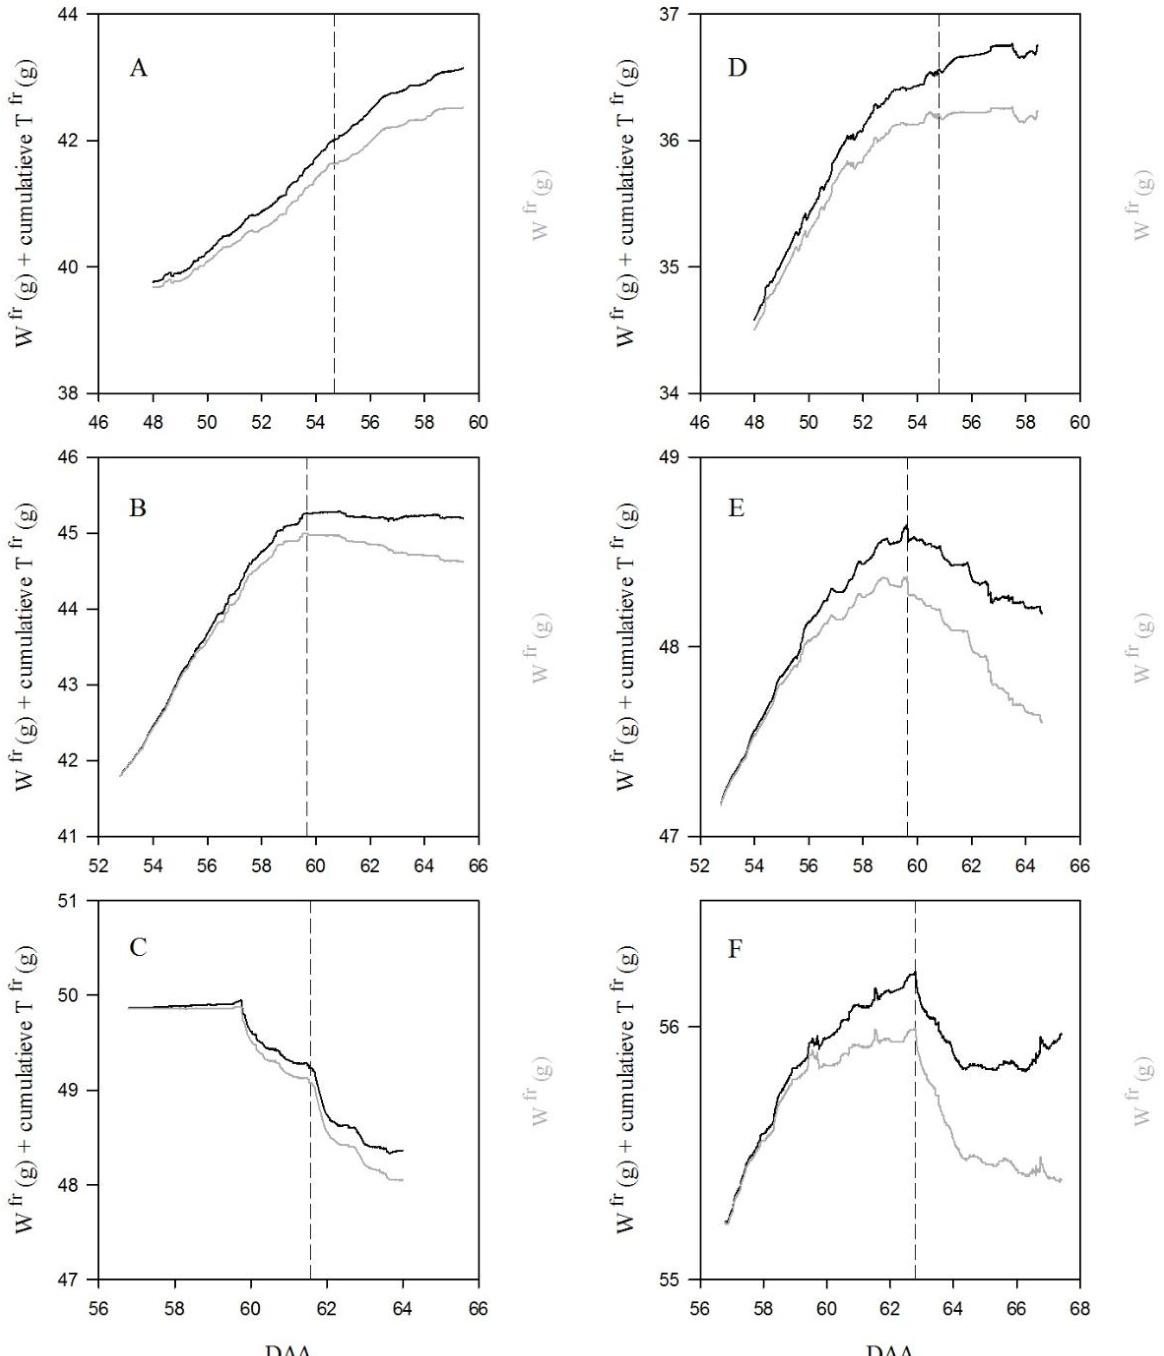 44
42
40
38
46 48 50 52 54 56 58 60
A
W fr (g) + cumulatieve T fr (g)
W fr (g)
37
36
35
34
46 48 50 52 54 56 58 60
D
W fr (g) + cumulatieve T fr (g)
W fr (g)
46
45
44
43
42
41
52 54 56 58 60 62 64 66
B
W fr (g) + cumulatieve T fr (g)
W fr (g)
49
48
47
52 54 56 58 60 62 64 66
E
W fr (g) + cumulatieve T fr (g)
W fr (g)
51
50
49
48
47
56 58 60 62 64 66
C
W fr (g) + cumulatieve T fr (g)
W fr (g)
DAA
56
55
56 58 60 62 64 66 68
F
W fr (g) + cumulatieve T fr (g)
W fr (g)
DAA